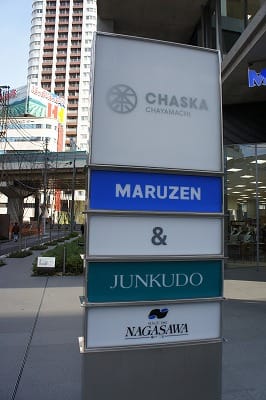 CHASKA
CHAYAMACHI
MARUZEN
&
JUNKUDO
NAGASAWA